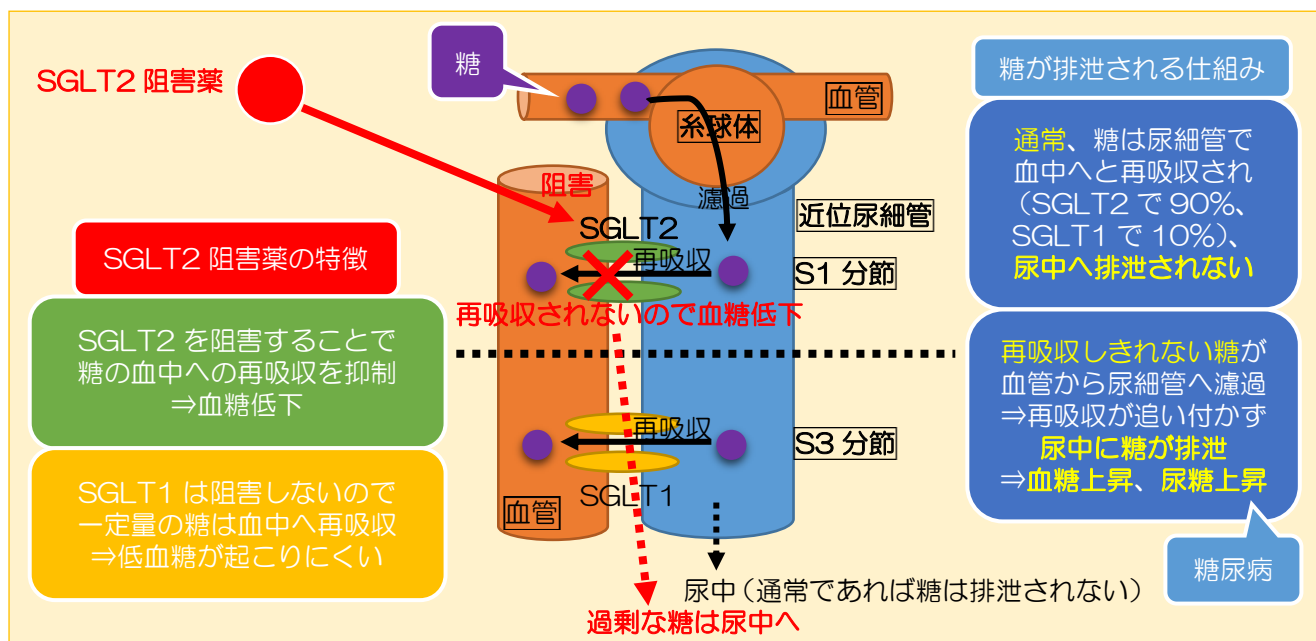 SGLT2 阻害薬
糖
血管
糸球体
濾過
阻害
SGLT2
近位尿細管
再吸収
S1 分節
再吸収されないので血糖低下
再吸収
S3 分節
SGLT1
血管
尿中（通常であれば糖は排泄されない）
過剰な糖は尿中へ
SGLT2 阻害薬の特徴
SGLT2 を阻害することで
糖の血中への再吸収を抑制
⇒血糖低下
SGLT1 は阻害しないので
一定量の糖は血中へ再吸収
⇒低血糖が起こりにくい
糖が排泄される仕組み
通常、糖は尿細管で
血中へと再吸収され
（SGLT2 で 90%、
SGLT1 で 10%）、
尿中へ排泄されない
再吸収しきれない糖が
血管から尿細管へ濾過
⇒再吸収が追い付かず
尿中に糖が排泄
⇒血糖上昇、尿糖上昇
糖尿病